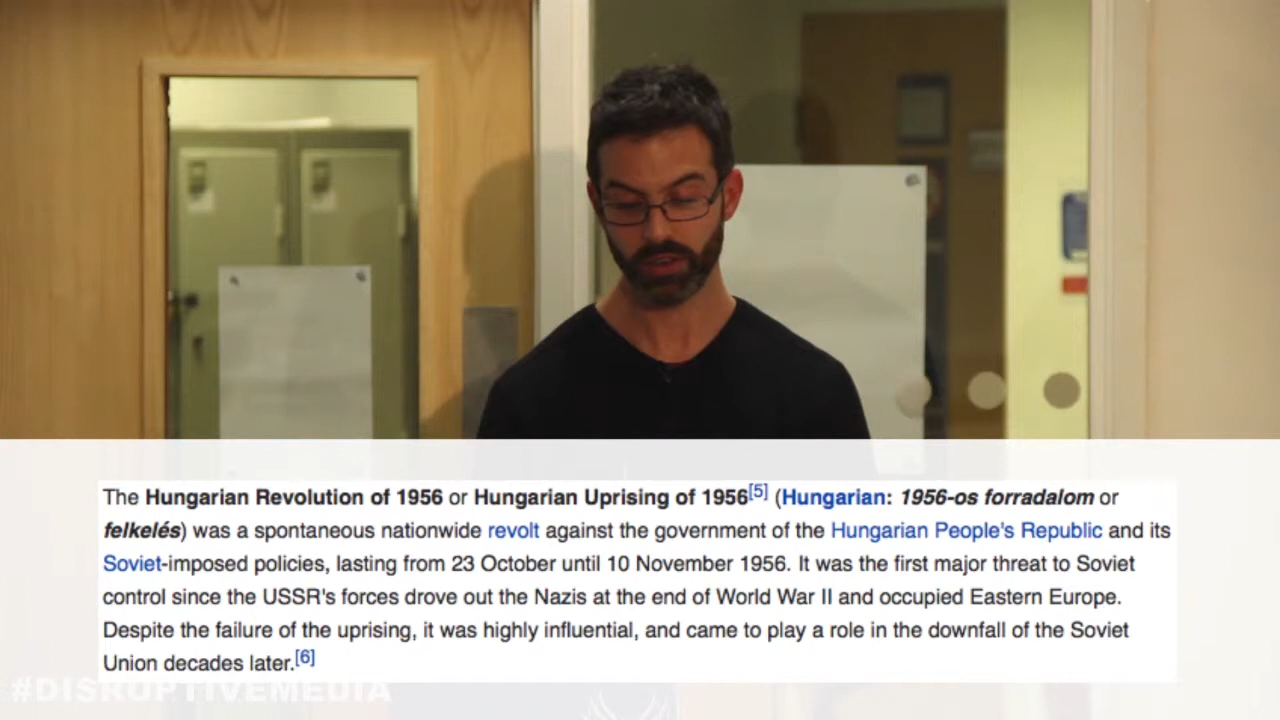 The Hungarian Revolution of 1956 or Hungarian Uprising of 1956[5] (Hungarian: 1956-os forradalom or
felkelés) was a spontaneous nationwide revolt against the government of the Hungarian People's Republic and its
Soviet-imposed policies, lasting from 23 October until 10 November 1956. It was the first major threat to Soviet
control since the USSR's forces drove out the Nazis at the end of World War II and occupied Eastern Europe.
Despite the failure of the uprising, it was highly influential, and came to play a role in the downfall of the Soviet
Union decades later.[6]
#DISRUPTIVEMEDIA